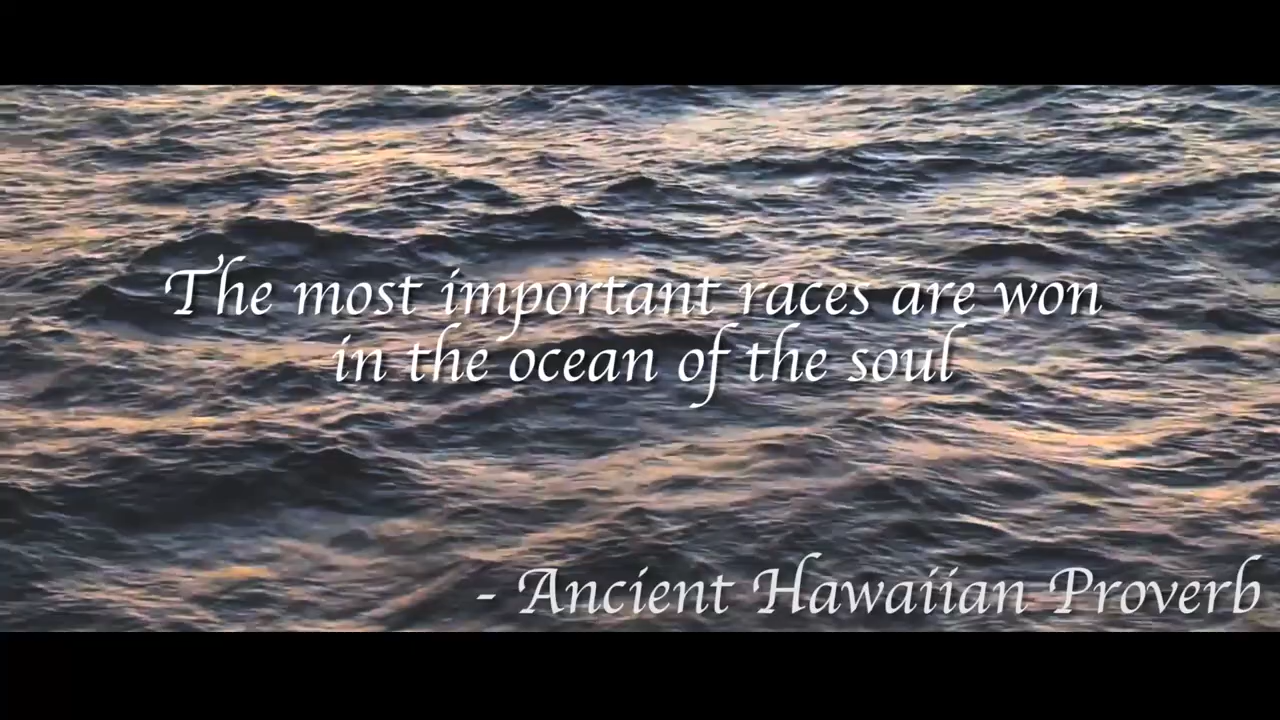 The most important races are won
in the ocean of the soul
- Ancient Hawaiian Proverb